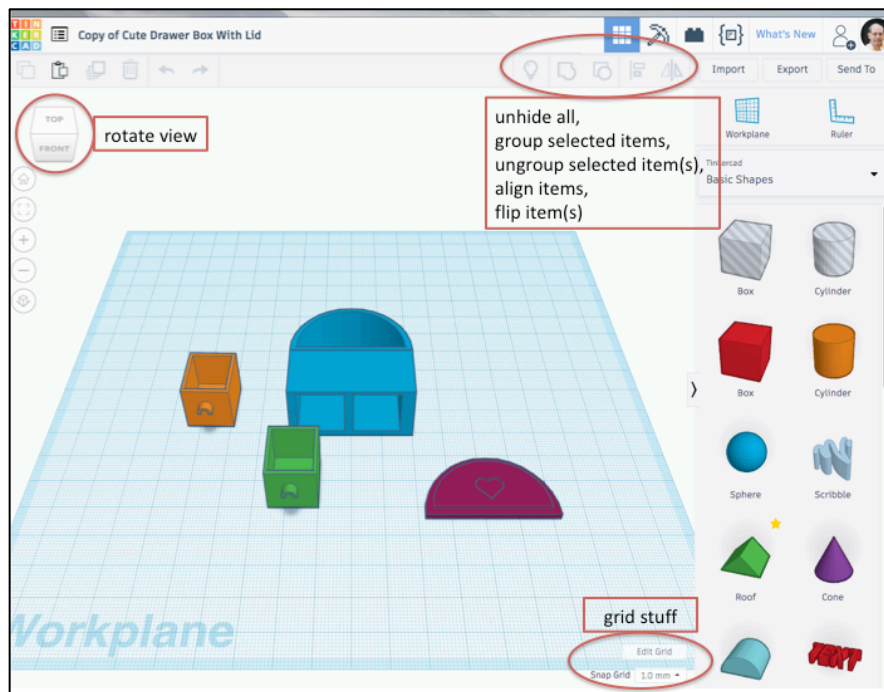 TIN
KER
CAD
Copy of Cute Drawer Box With Lid
What's New
Import
Export
Send To
TOP
FRONT
rotate view
unhide all,
group selected items,
ungroup selected item(s),
align items,
flip item(s)
Workplane
Ruler
Tinkercad
Basic Shapes
Box
Cylinder
Box
Cylinder
Sphere
Scribble
Roof
Cone
TEXT
Workplane
grid stuff
Edit Grid
Snap Grid 1.0 mm